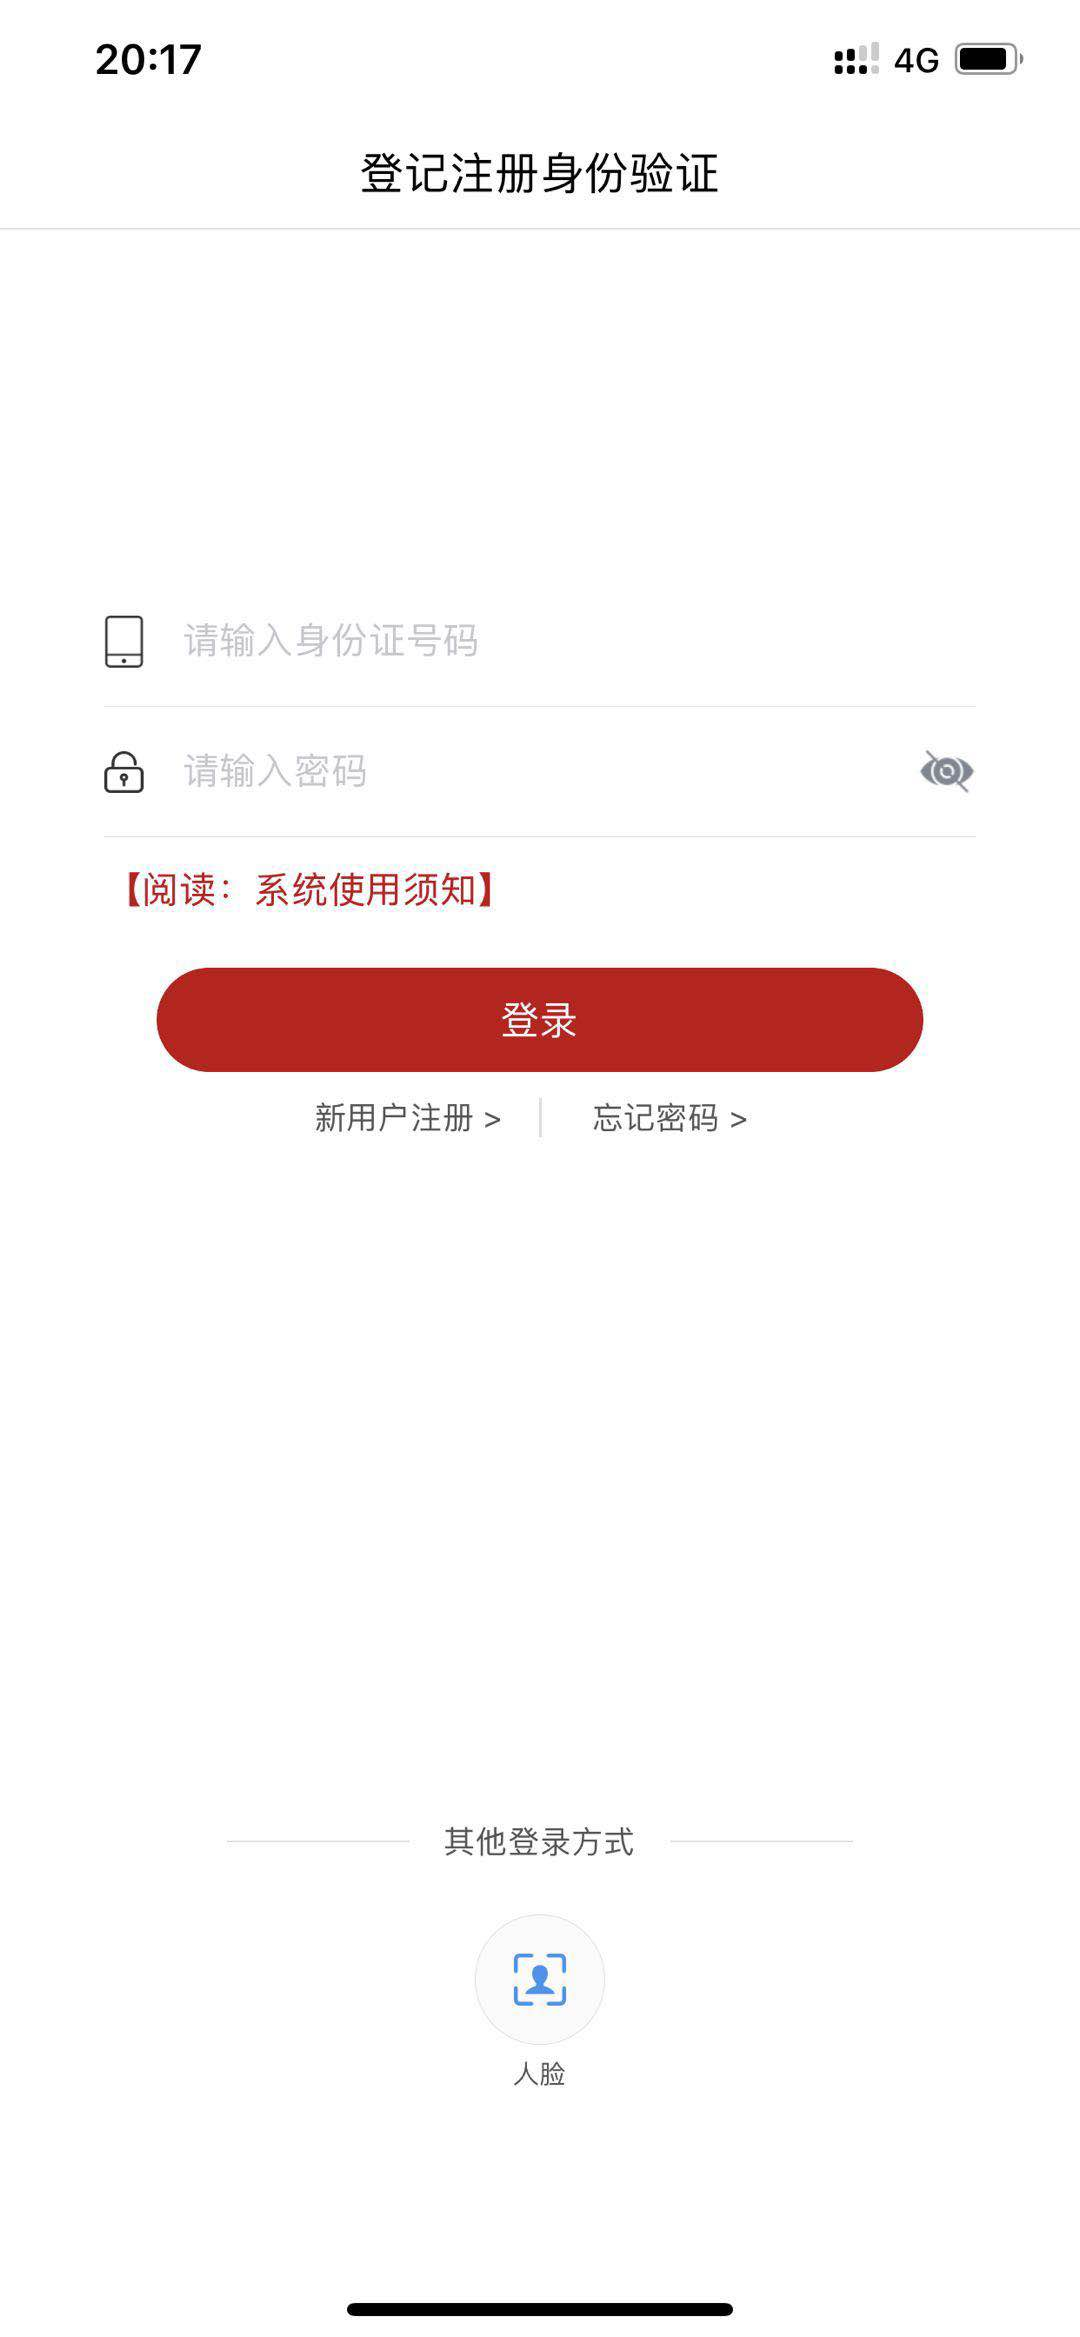 20:17 4G
登记注册身份验证
请输入身份证号码
请输入密码
【阅读：系统使用须知】
登录
新用户注册 > 忘记密码 >
其他登录方式
人脸